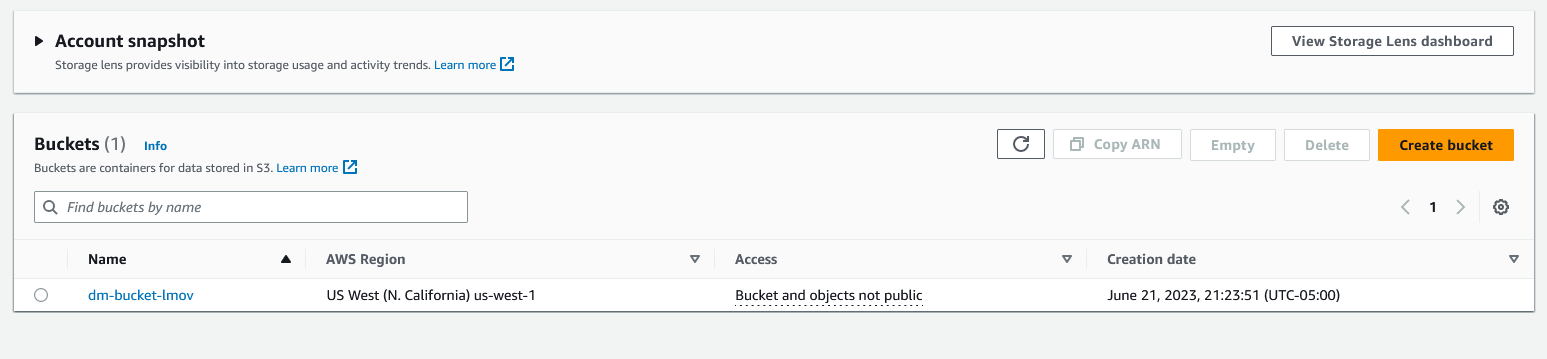 Account snapshot
View Storage Lens dashboard
Storage lens provides visibility into storage usage and activity trends. Learn more
Buckets (1) Info
Copy ARN
Empty
Delete
Create bucket
Buckets are containers for data stored in S3. Learn more
Find buckets by name
1
Name AWS Region Access Creation date
dm-bucket-lmov US West (N. California) us-west-1 Bucket and objects not public June 21, 2023, 21:23:51 (UTC-05:00)